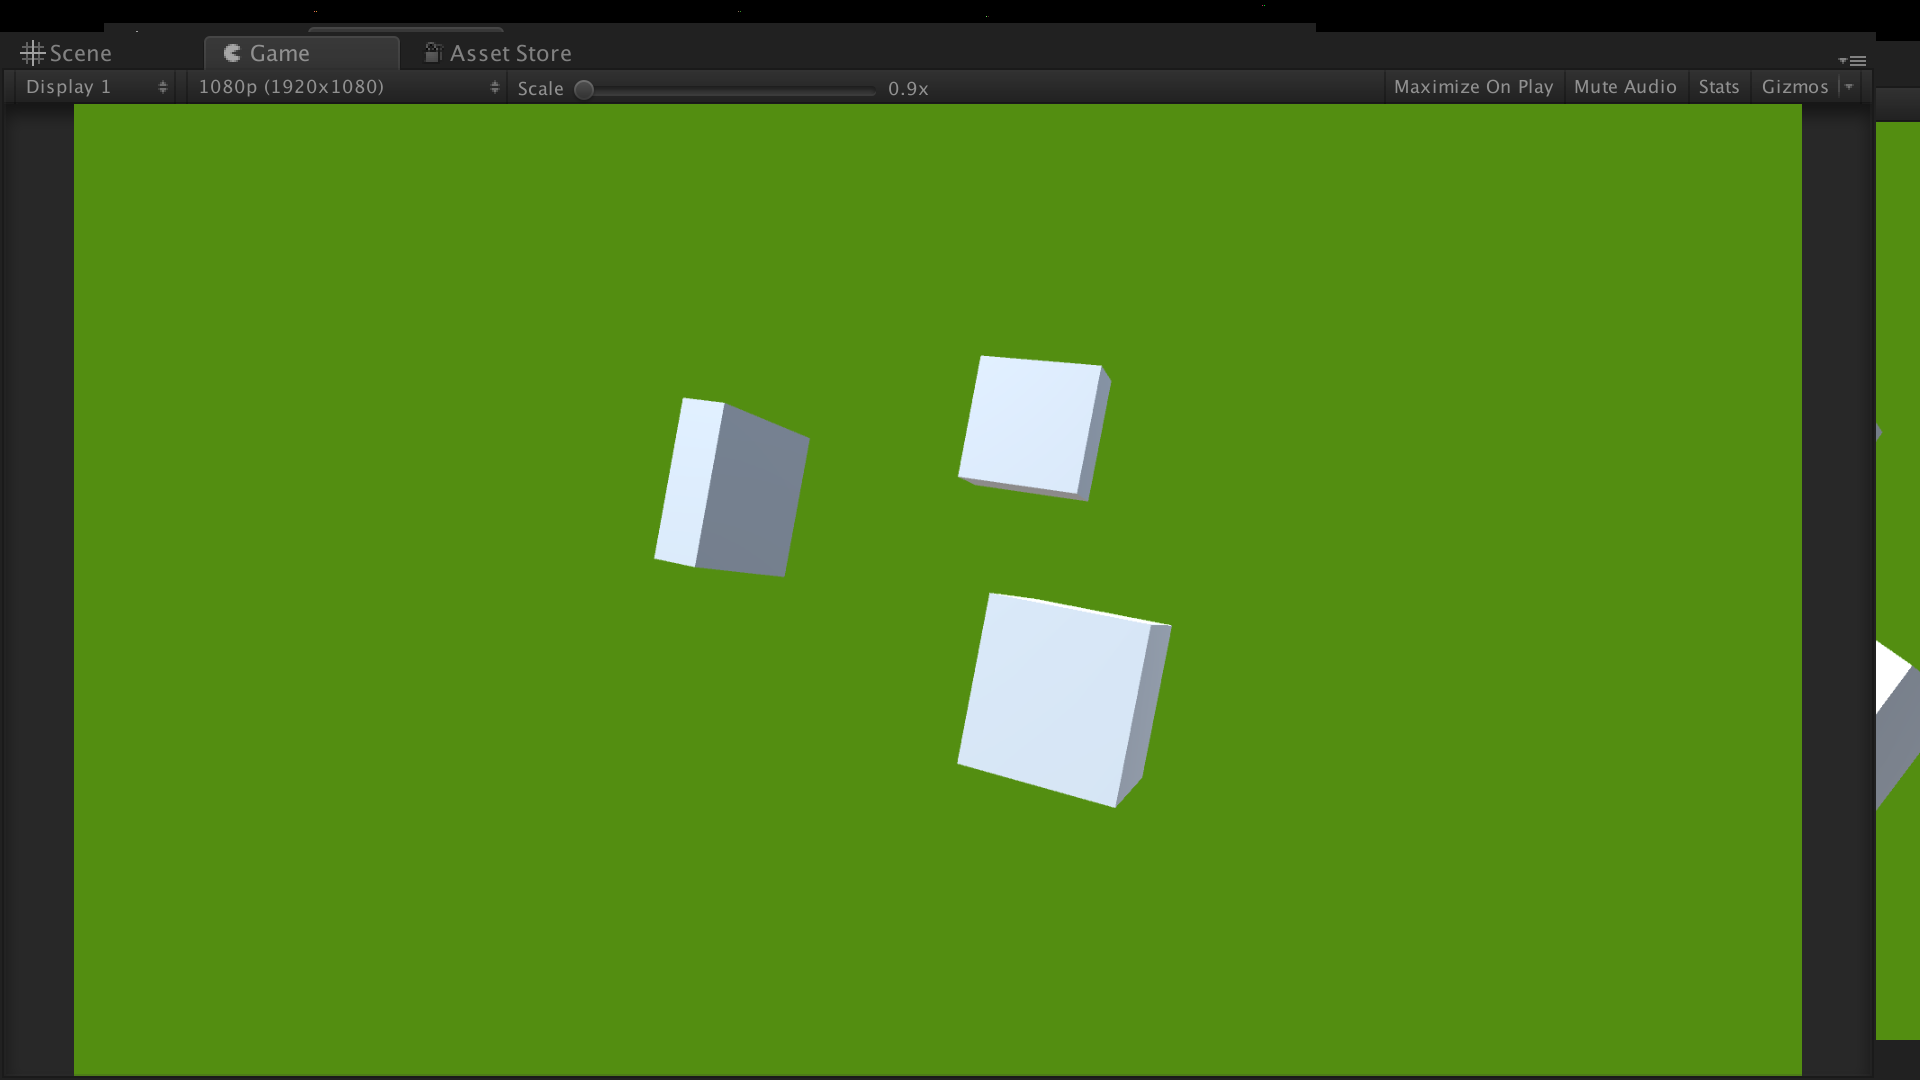 Scene Game Asset Store
Display 1 1080p (1920x1080) Scale 0.9x Maximize On Play Mute Audio Stats Gizmos